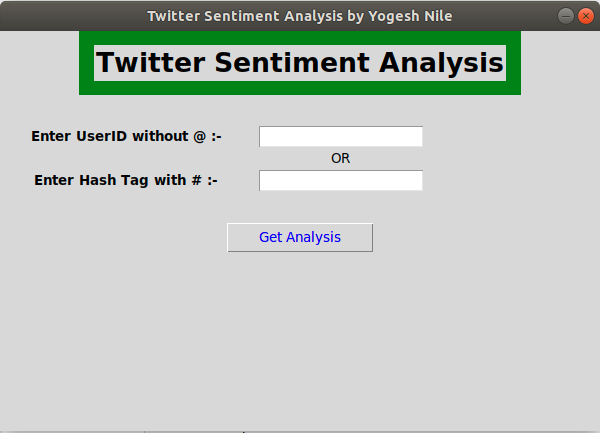 Twitter Sentiment Analysis by Yogesh Nile
Twitter Sentiment Analysis
Enter UserID without @ :-
OR
Enter Hash Tag with # :-
Get Analysis